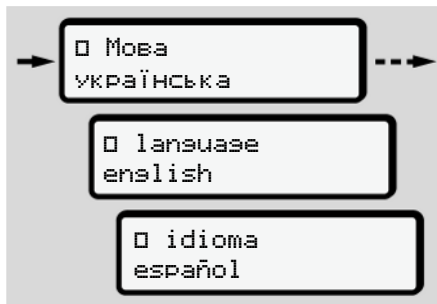 □ Мова
українська
□ language
english
□ idioma
español